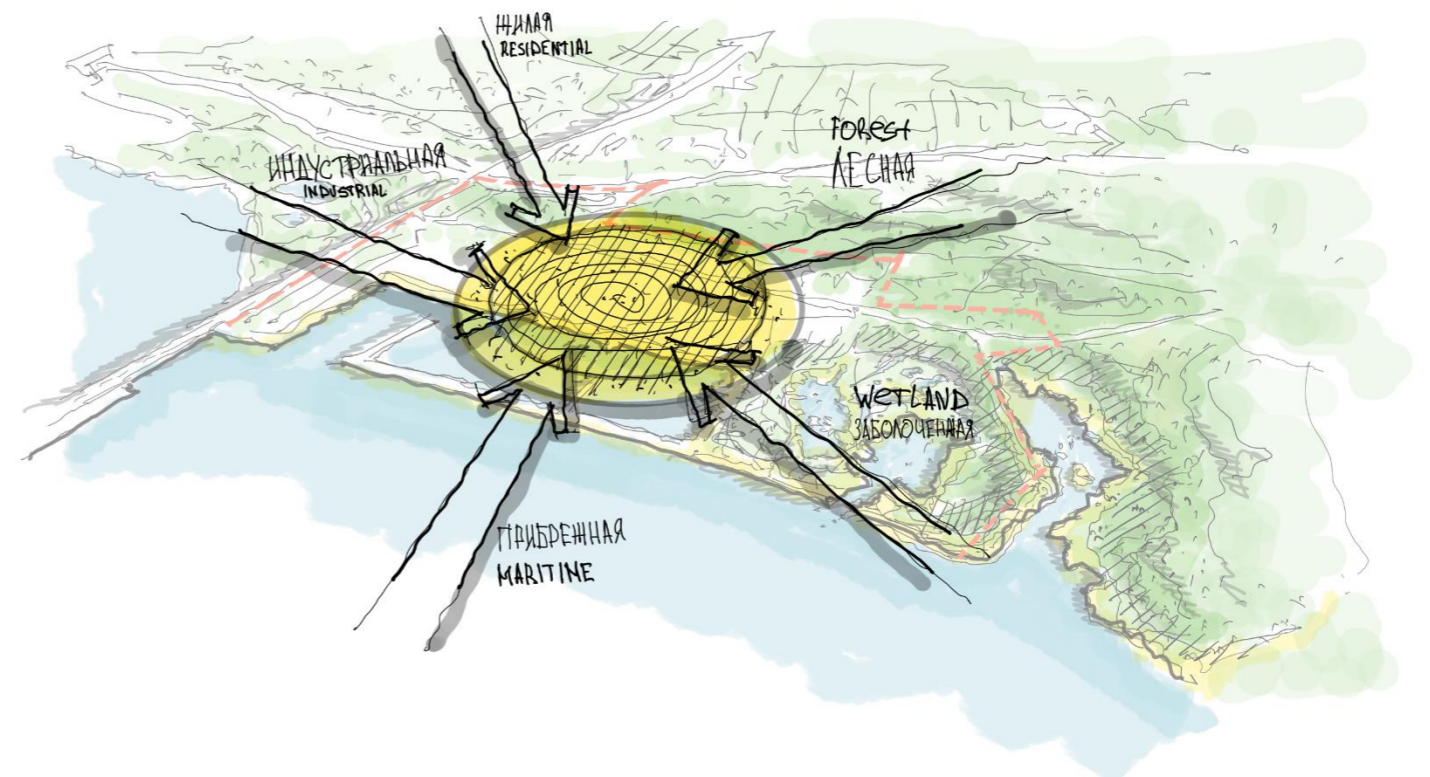 ЖИЛАЯ
RESIDENTIAL
FOREST
ЛЕСНАЯ
ИНДУСТРИАЛЬНАЯ
INDUSTRIAL
WETLAND
ЗАБОЛОЧЕННАЯ
ПРИБРЕЖНАЯ
MARITIME